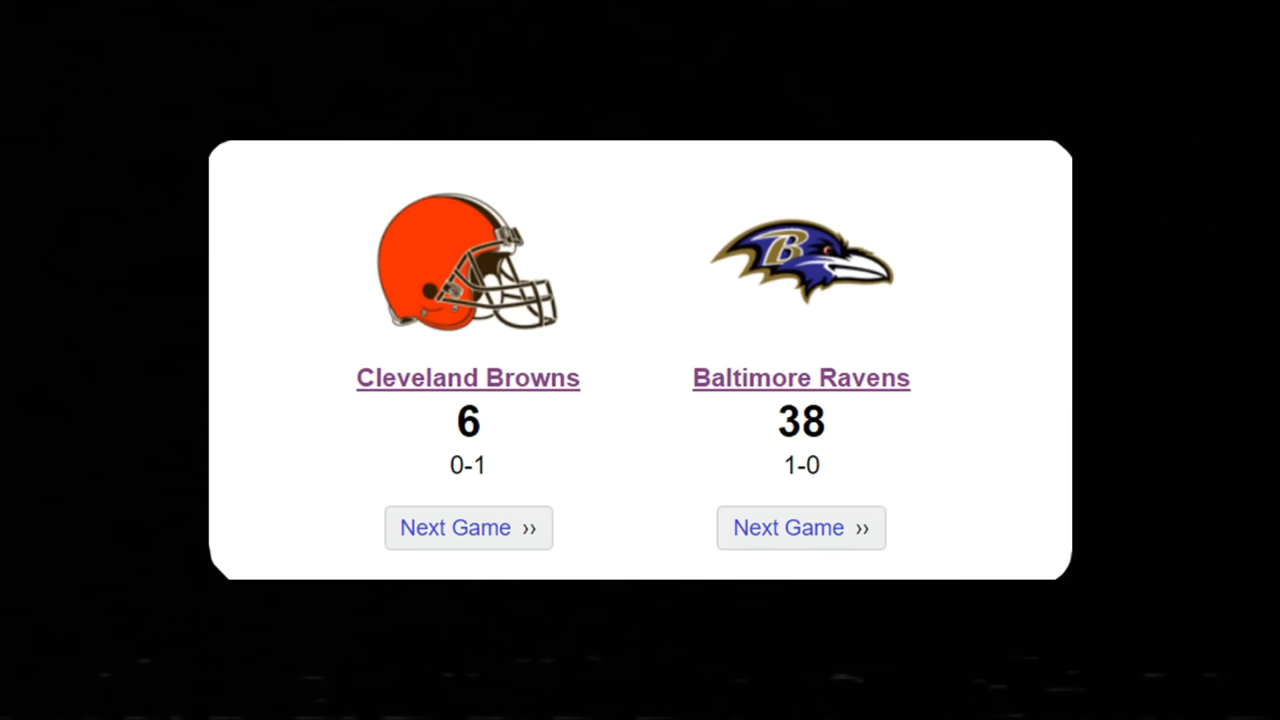 B
Cleveland Browns
Baltimore Ravens
6
38
0-1
1-0
Next Game ››
Next Game ››